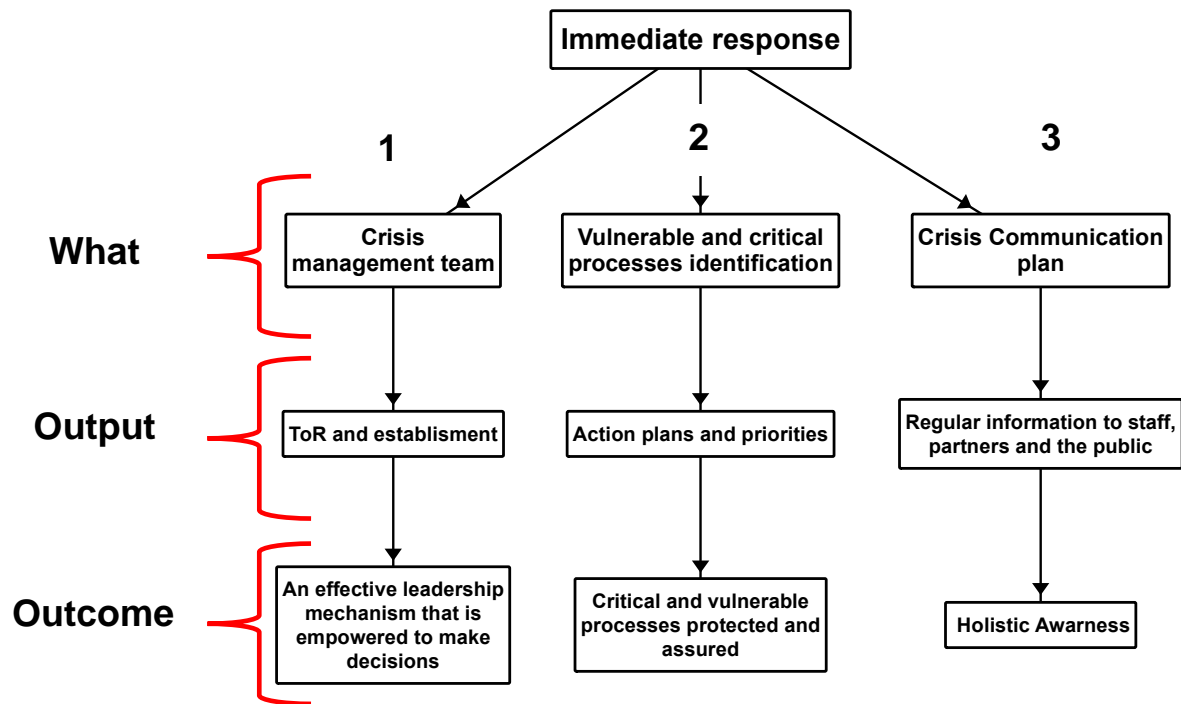 Immediate response
1
2
3
What
Crisis
management team
Vulnerable and critical
processes identification
Crisis Communication
plan
Output
ToR and establisment
Action plans and priorities
Regular information to staff,
partners and the public
Outcome
An effective leadership
mechanism that is
empowered to make
decisions
Critical and vulnerable
processes protected and
assured
Holistic Awarness